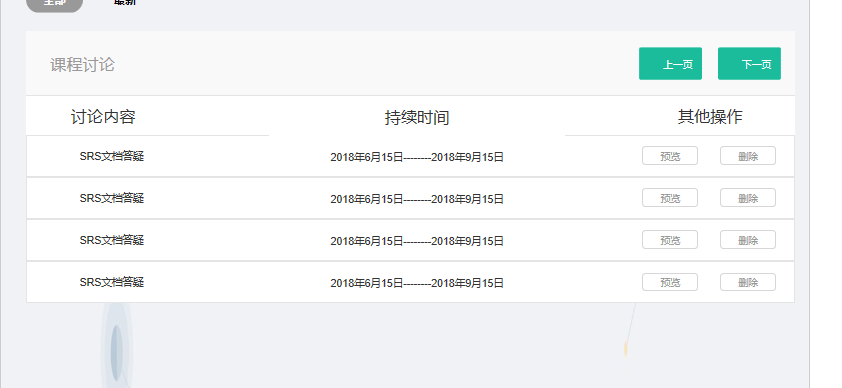 全部 最新
课程讨论 上一页 下一页
讨论内容 持续时间 其他操作
SRS文档答疑 2018年6月15日--------2018年9月15日 预览 删除
SRS文档答疑 2018年6月15日--------2018年9月15日 预览 删除
SRS文档答疑 2018年6月15日--------2018年9月15日 预览 删除
SRS文档答疑 2018年6月15日--------2018年9月15日 预览 删除